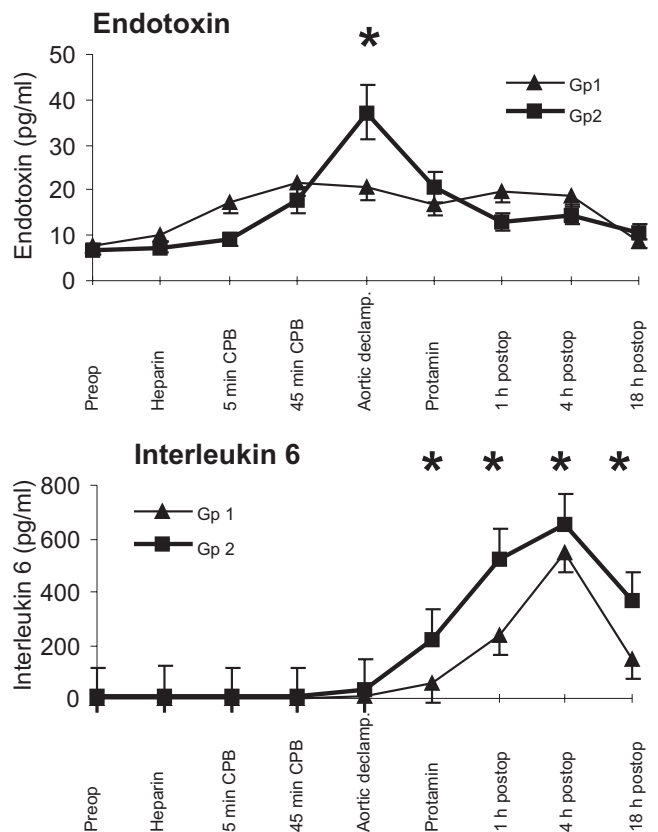 Endotoxin
*
Endotoxin (pg/ml)
50
40
30
20
10
0
Gp1
Gp2
Preop
Heparin
5 min CPB
45 min CPB
Aortic declamp.
Protamin
1 h postop
4 h postop
18 h postop
Interleukin 6
* * * *
Interleukin 6 (pg/ml)
800
600
400
200
0
Gp 1
Gp 2
Preop
Heparin
5 min CPB
45 min CPB
Aortic declamp.
Protamin
1 h postop
4 h postop
18 h postop